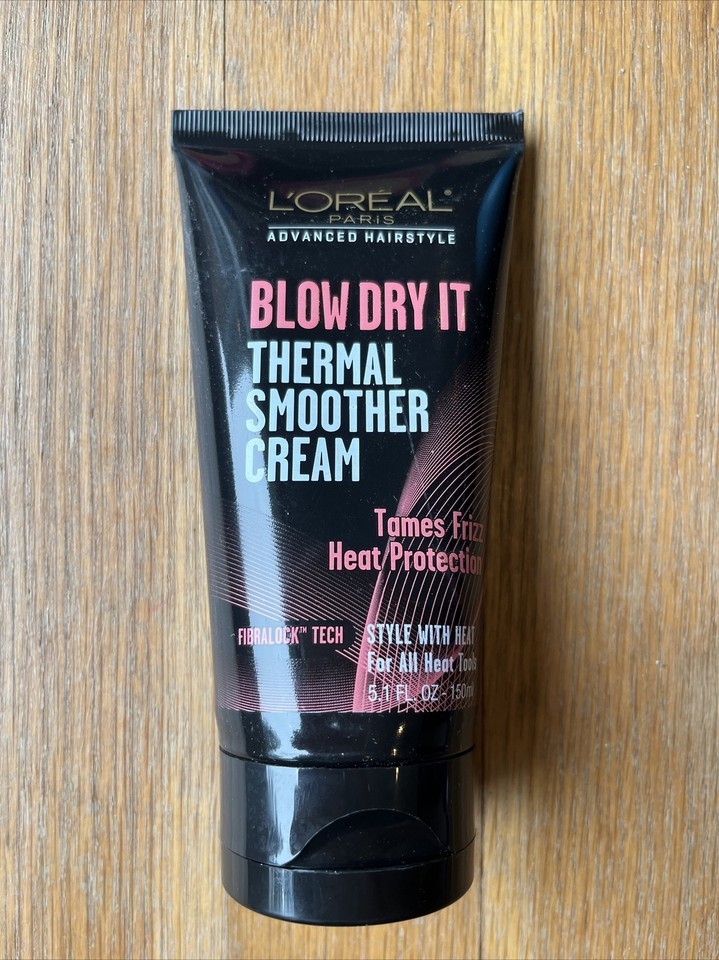 L'ORÉAL®
PARIS
ADVANCED HAIRSTYLE
BLOW DRY IT
THERMAL
SMOOTHER
CREAM
Tames Frizz
Heat Protection
FIBRALOCK™ TECH
STYLE WITH HEAT
For All Heat Tools
5.1 FL. OZ - 150ml